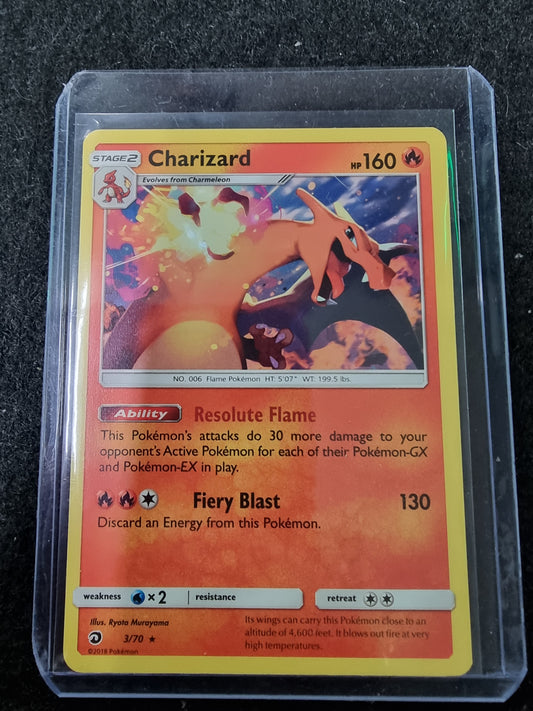 STAGE2 Charizard HP 160
Evolves from Charmeleon
NO. 006 Flame Pokémon HT: 5'07" WT: 199.5 lbs.
Ability Resolute Flame
This Pokémon's attacks do 30 more damage to your
opponent's Active Pokémon for each of their Pokémon-GX
and Pokémon-EX in play.
Fiery Blast 130
Discard an Energy from this Pokémon.
weakness ×2 resistance retreat
Illus. Ryota Murayama
3/70 ★
©2018 Pokémon
Its wings can carry this Pokémon close to an
altitude of 4,600 feet. It blows out fire at very
high temperatures.